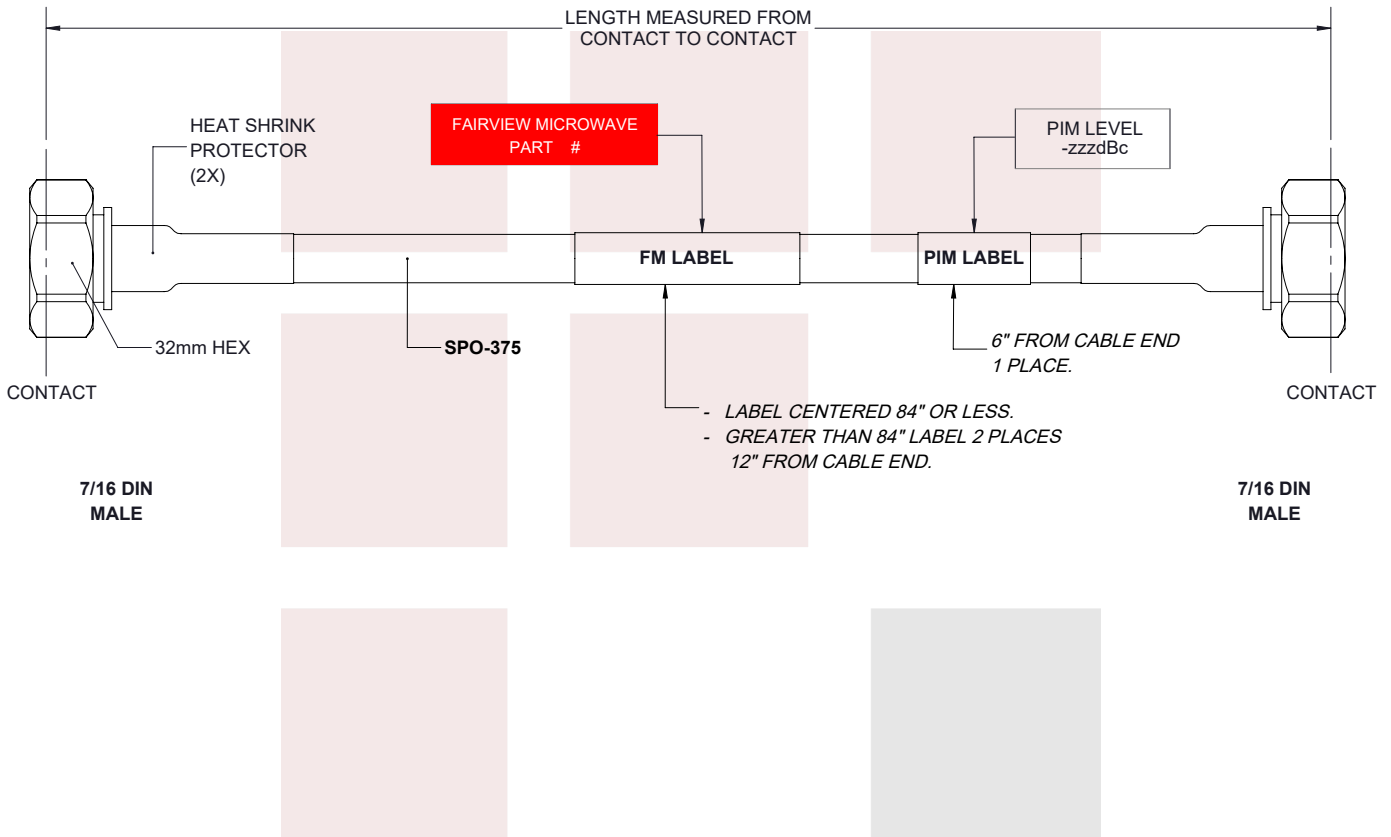 LENGTH MEASURED FROM
CONTACT TO CONTACT
HEAT SHRINK
PROTECTOR
(2X)
FAIRVIEW MICROWAVE
PART #
PIM LEVEL
-zzzdBc
FM LABEL
PIM LABEL
32mm HEX
SPO-375
6" FROM CABLE END
1 PLACE.
CONTACT
CONTACT
- LABEL CENTERED 84" OR LESS.
- GREATER THAN 84" LABEL 2 PLACES
12" FROM CABLE END.
7/16 DIN
MALE
7/16 DIN
MALE